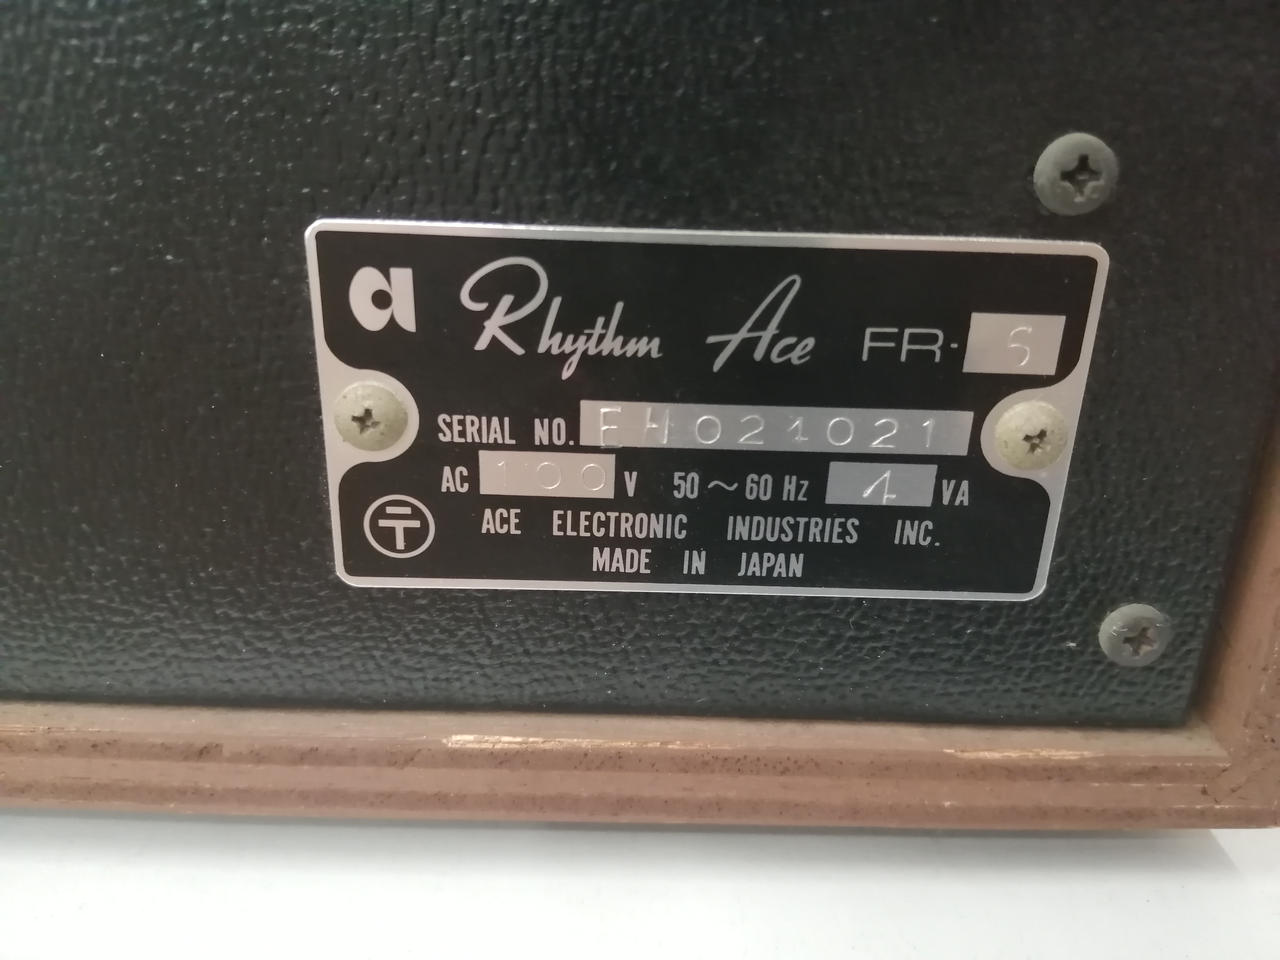 a Rhythm Ace FR-6
SERIAL NO. EH021021
AC 100 V 50~60 Hz 4 VA
T ACE ELECTRONIC INDUSTRIES INC.
MADE IN JAPAN